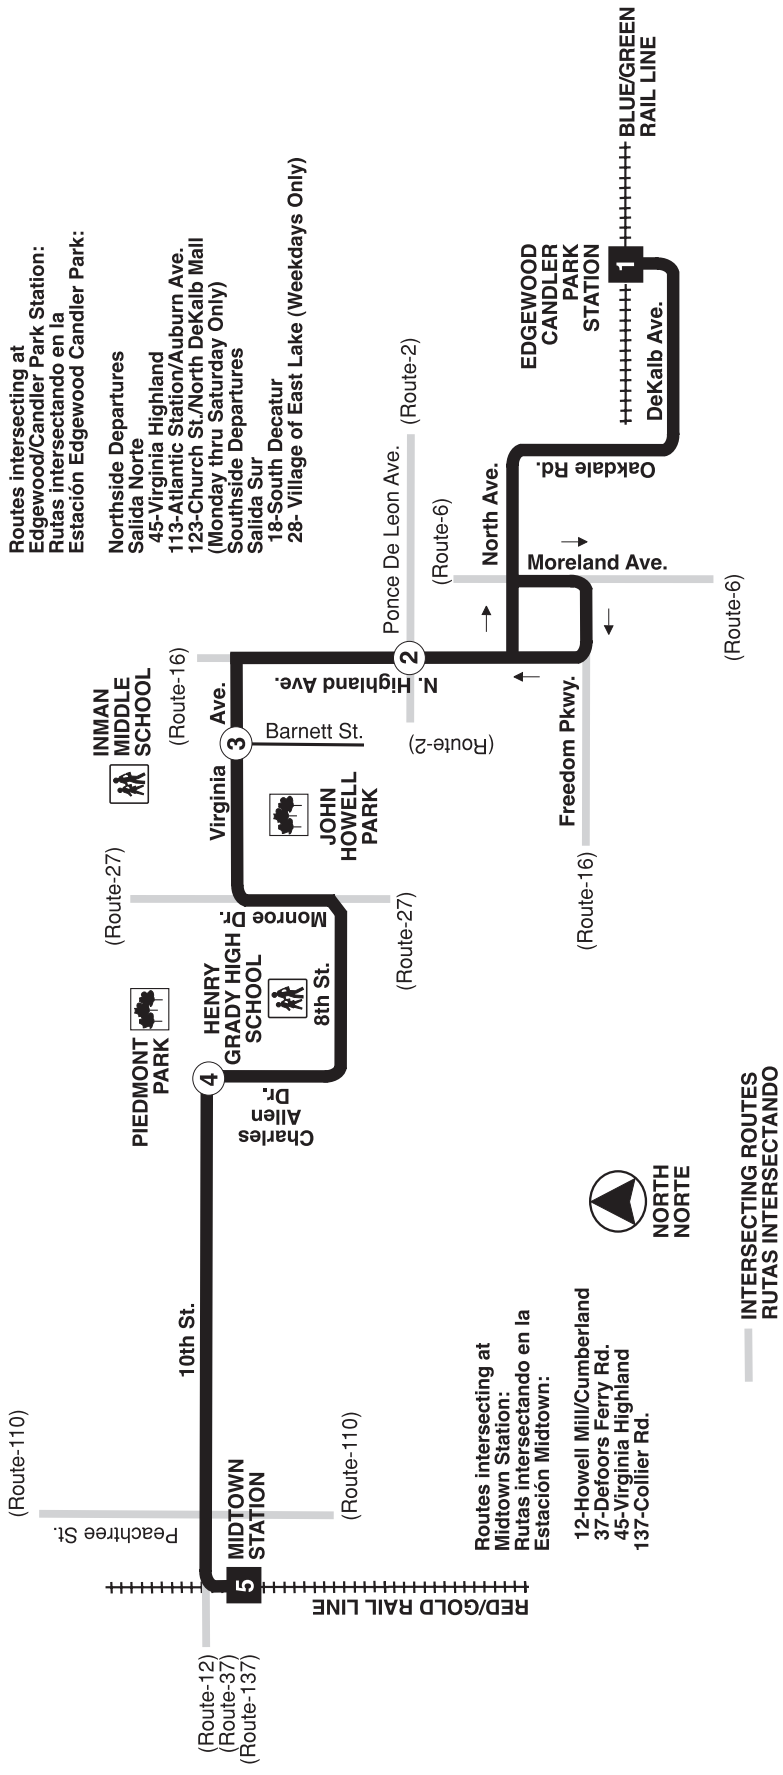 Routes intersecting at
Edgewood/Candler Park Station:
Rutas intersectando en la
Estación Edgewood Candler Park:
Northside Departures
Salida Norte
45-Virginia Highland
113-Atlantic Station/Auburn Ave.
123-Church St./North DeKalb Mall
(Monday thru Saturday Only)
Southside Departures
Salida Sur
18-South Decatur
28- Village of East Lake (Weekdays Only)
(Route-110)
Peachtree St.
(Route-110)
(Route-12)
(Route-37)
(Route-137)
5
MIDTOWN
STATION
RED/GOLD RAIL LINE
10th St.
PIEDMONT
PARK
4
HENRY
GRADY HIGH
SCHOOL
Charles
Allen
Dr.
8th St.
(Route-27)
Monroe Dr.
(Route-27)
INMAN
MIDDLE
SCHOOL
Virginia
Ave.
3
Barnett St.
JOHN
HOWELL
PARK
(Route-16)
N. Highland Ave.
2
Ponce De Leon Ave.
(Route-2)
(Route-2)
(Route-6)
North Ave.
Moreland Ave.
(Route-6)
Freedom Pkwy.
(Route-16)
Oakdale Rd.
DeKalb Ave.
EDGEWOOD
CANDLER
PARK
STATION
1
BLUE/GREEN
RAIL LINE
Routes intersecting at
Midtown Station:
Rutas intersectando en la
Estación Midtown:
12-Howell Mill/Cumberland
37-Defoors Ferry Rd.
45-Virginia Highland
137-Collier Rd.
NORTH
NORTE
INTERSECTING ROUTES
RUTAS INTERSECTANDO